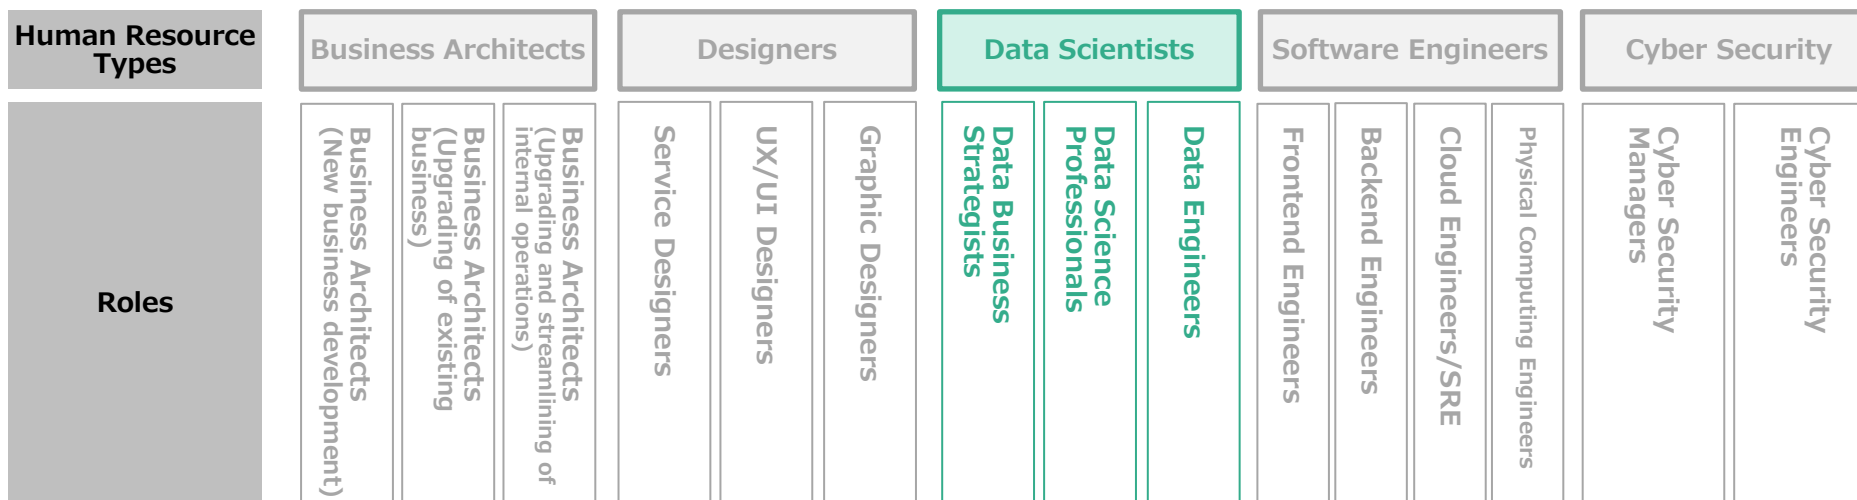 Human Resource
Types
Business Architects
Designers
Data Scientists
Software Engineers
Cyber Security
Roles
Business Architects
(New business development)
Business Architects
(Upgrading of existing
business)
Business Architects
(Upgrading and streamlining of
internal operations)
Service Designers
UX/UI Designers
Graphic Designers
Data Business
Strategists
Data Science
Professionals
Data Engineers
Frontend Engineers
Backend Engineers
Cloud Engineers/SRE
Physical Computing Engineers
Cyber Security
Managers
Cyber Security
Engineers